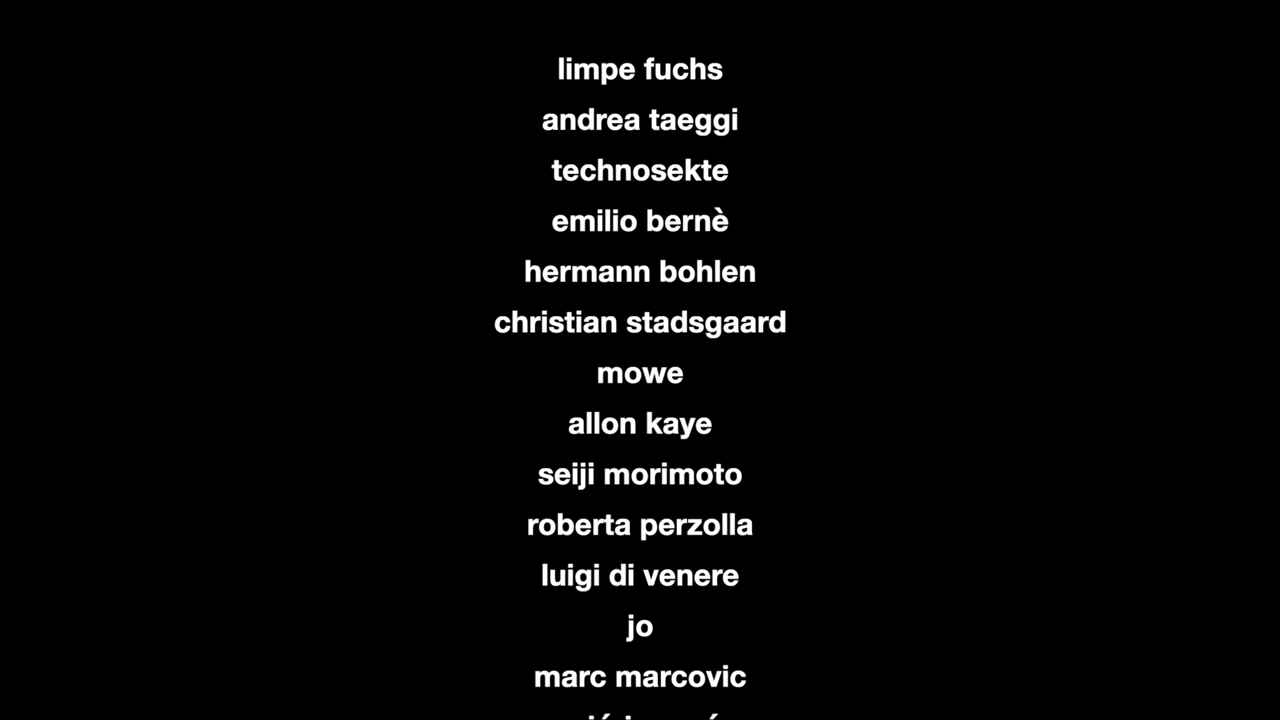 limpe fuchs
andrea taeggi
technosekte
emilio bernè
hermann bohlen
christian stadsgaard
mowe
allon kaye
seiji morimoto
roberta perzolla
luigi di venere
jo
marc marcovic